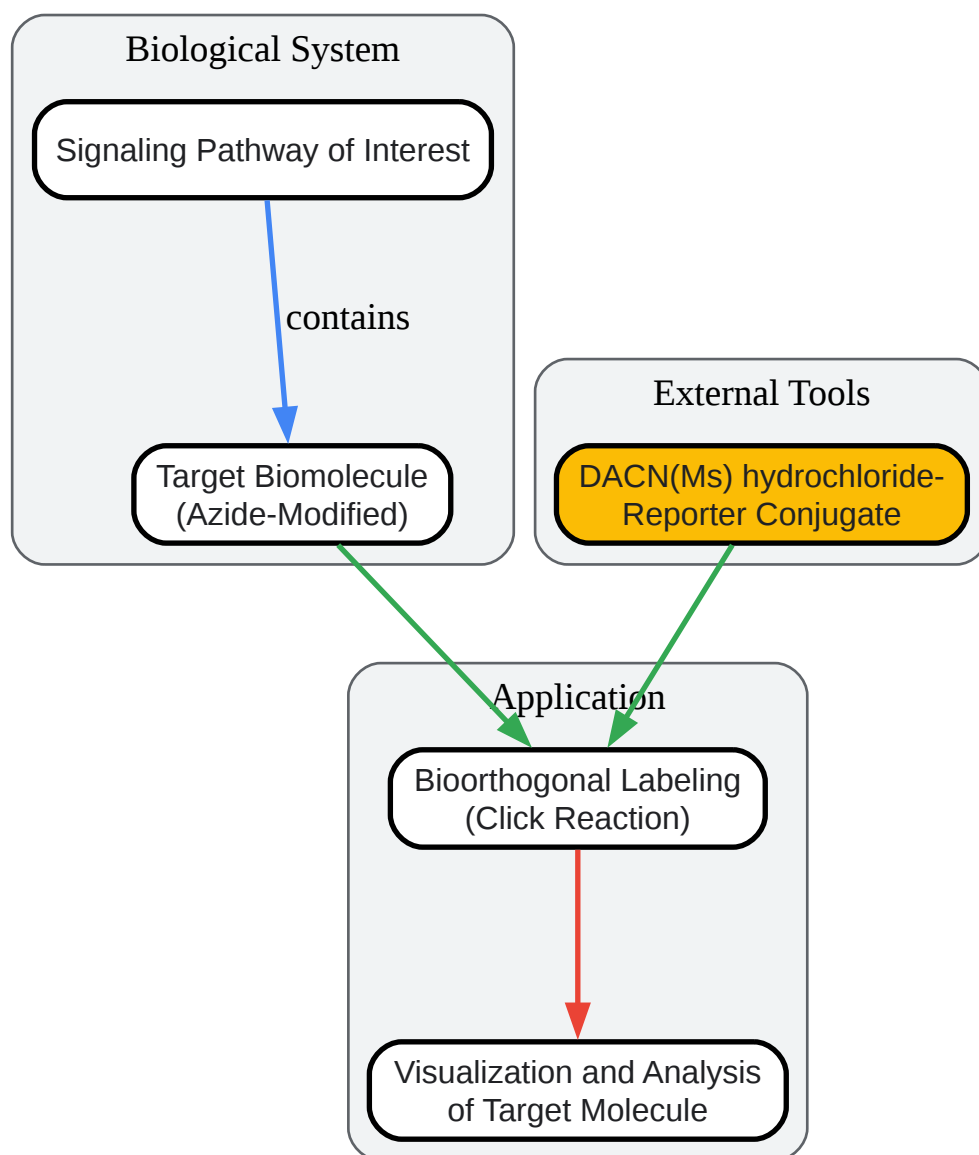 Biological System
Signaling Pathway of Interest
contains
Target Biomolecule
(Azide-Modified)
External Tools
DACN(Ms) hydrochloride-
Reporter Conjugate
Application
Bioorthogonal Labeling
(Click Reaction)
Visualization and Analysis
of Target Molecule